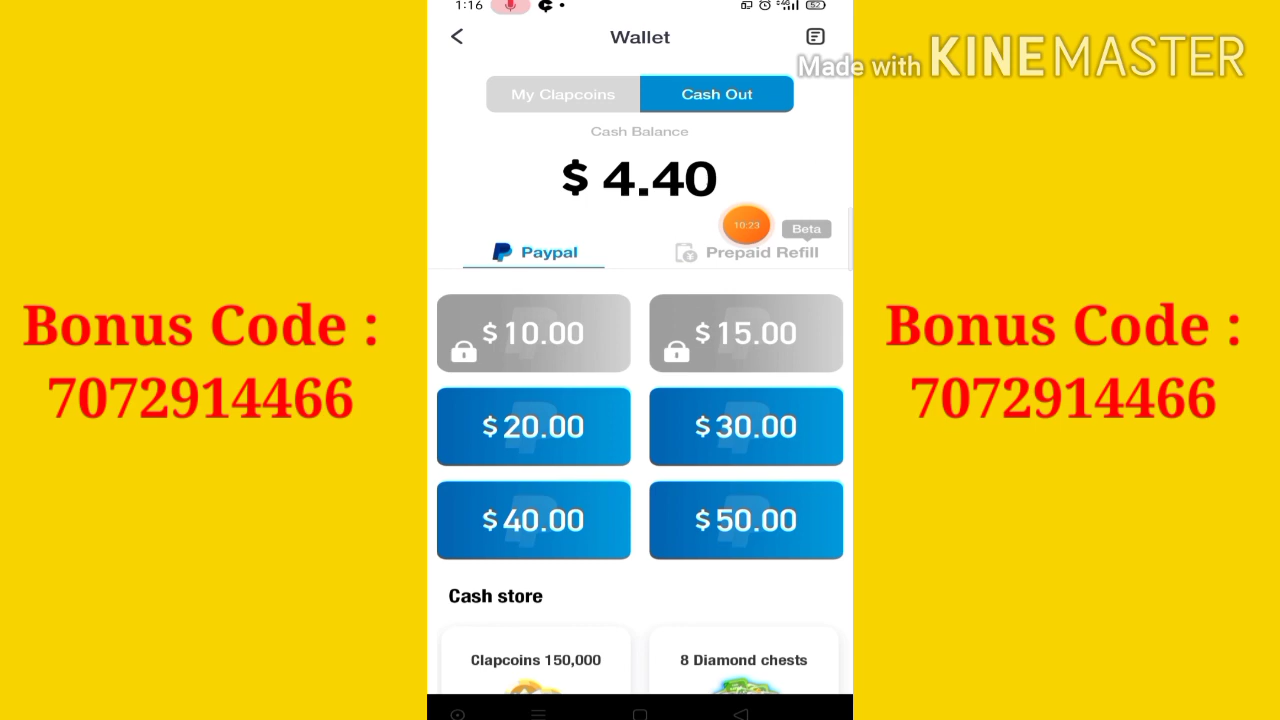 1:16
52
Wallet
Made with KINEMASTER
My Clapcoins
Cash Out
Cash Balance
$ 4.40
10:23
Beta
Paypal
Prepaid Refill
Bonus Code :
7072914466
$ 10.00
$ 15.00
$ 20.00
$ 30.00
$ 40.00
$ 50.00
Bonus Code :
7072914466
Cash store
Clapcoins 150,000
8 Diamond chests